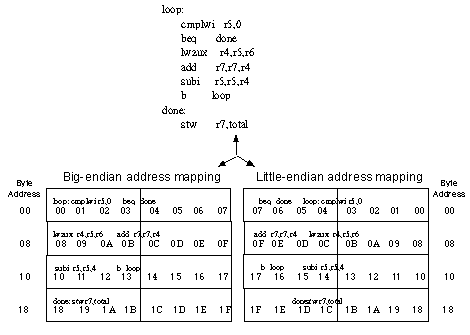 loop:
cmplwi r5,0
beq done
lwzux r4,r5,r6
add r7,r7,r4
subi r5,r5,r4
b loop
done:
stw r7,total
Big-endian address mapping Little-endian address mapping
Byte Address Byte Address
loop:cmplwi r5,0 beq done beq done loop:cmplwi r5,0
00 00 01 02 03 04 05 06 07 07 06 05 04 03 02 01 00 00
lwzux r4,r5,r6 add r7,r7,r4 add r7,r7,r4 lwzux r4,r5,r6
08 08 09 0A 0B 0C 0D 0E 0F 0F 0E 0D 0C 0B 0A 09 08 08
subi r5,r5,4 b loop b loop subi r5,r5,4
10 10 11 12 13 14 15 16 17 17 16 15 14 13 12 11 10 10
done:stw r7,total done:stw r7,total
18 18 19 1A 1B 1C 1D 1E 1F 1F 1E 1D 1C 1B 1A 19 18 18